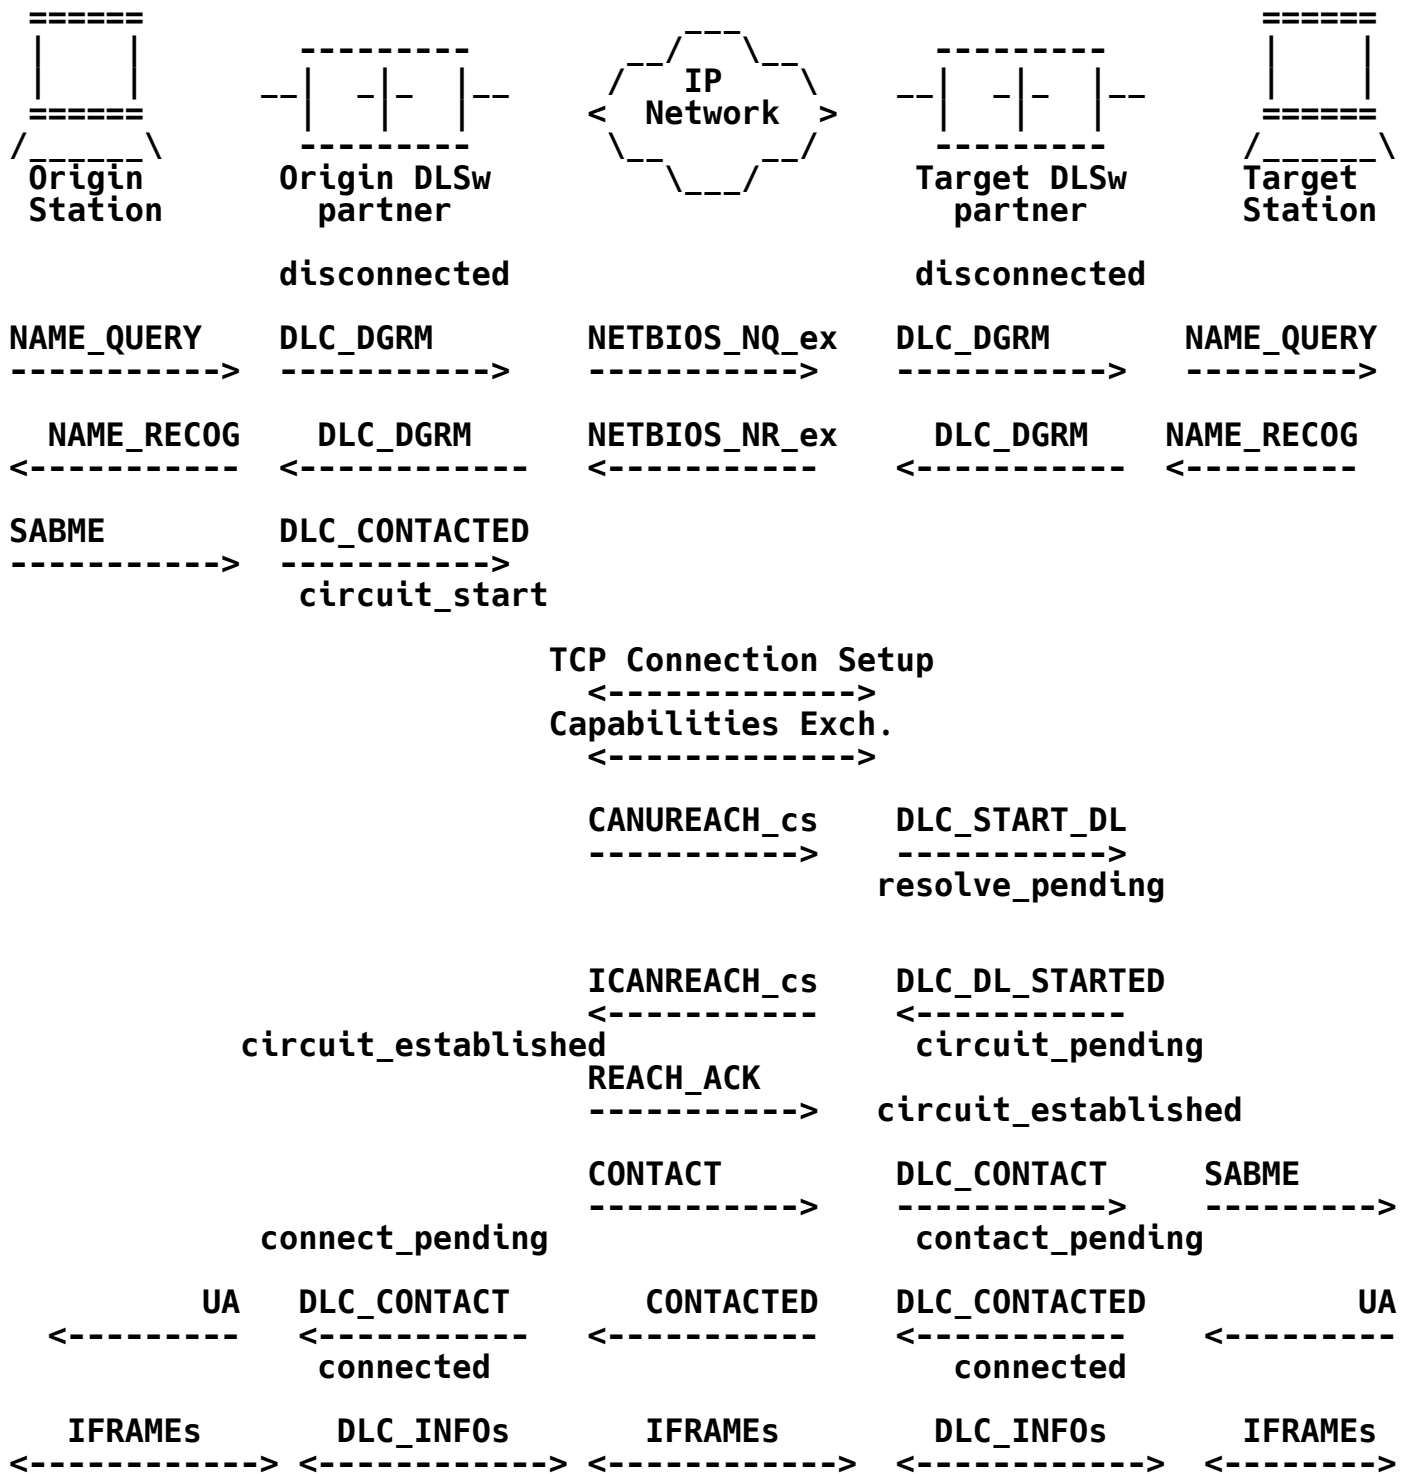 IP
Network
Origin Origin DLSw Target DLSw Target
Station partner partner Station
disconnected disconnected
NAME_QUERY DLC_DGRM NETBIOS_NQ_ex DLC_DGRM NAME_QUERY
NAME_RECOG DLC_DGRM NETBIOS_NR_ex DLC_DGRM NAME_RECOG
SABME DLC_CONTACTED
circuit_start
TCP Connection Setup
Capabilities Exch.
CANUREACH_cs DLC_START_DL
resolve_pending
ICANREACH_cs DLC_DL_STARTED
circuit_established circuit_pending
REACH_ACK
circuit_established
CONTACT DLC_CONTACT SABME
connect_pending contact_pending
UA DLC_CONTACT CONTACTED DLC_CONTACTED UA
connected connected
IFRAMEs DLC_INFOs IFRAMEs DLC_INFOs IFRAMEs